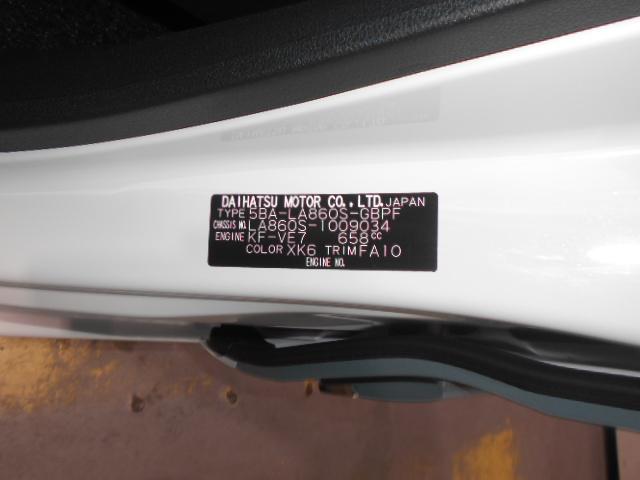 DAIHATSU MOTOR CO., LTD. JAPAN
TYPE 5BA-LA860S-GBPF
CHASSIS NO. LA860S-1009034
ENGINE KF-VE7 658cc
COLOR XK6 TRIM FA10
ENGINE NO.